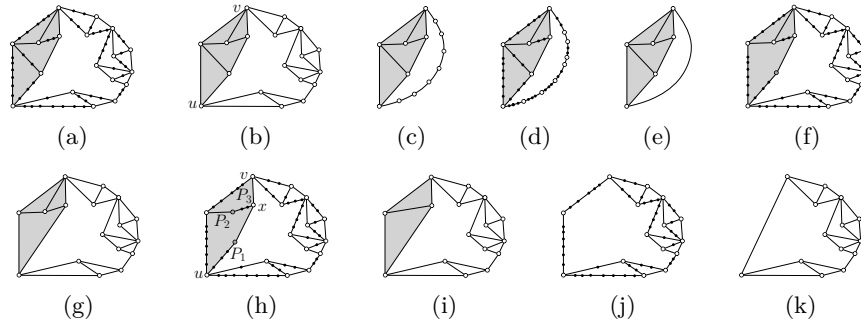 v
u
(a) (b) (c) (d) (e) (f)
v
P₃
x
P₂
P₁
u
(g) (h) (i) (j) (k)